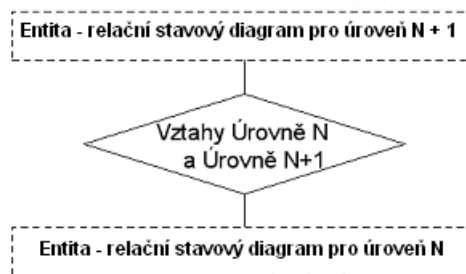 Entita - relační stavový diagram pro úroveň N + 1
Vztahy Úrovně N
a Úrovně N+1
Entita - relační stavový diagram pro úroveň N